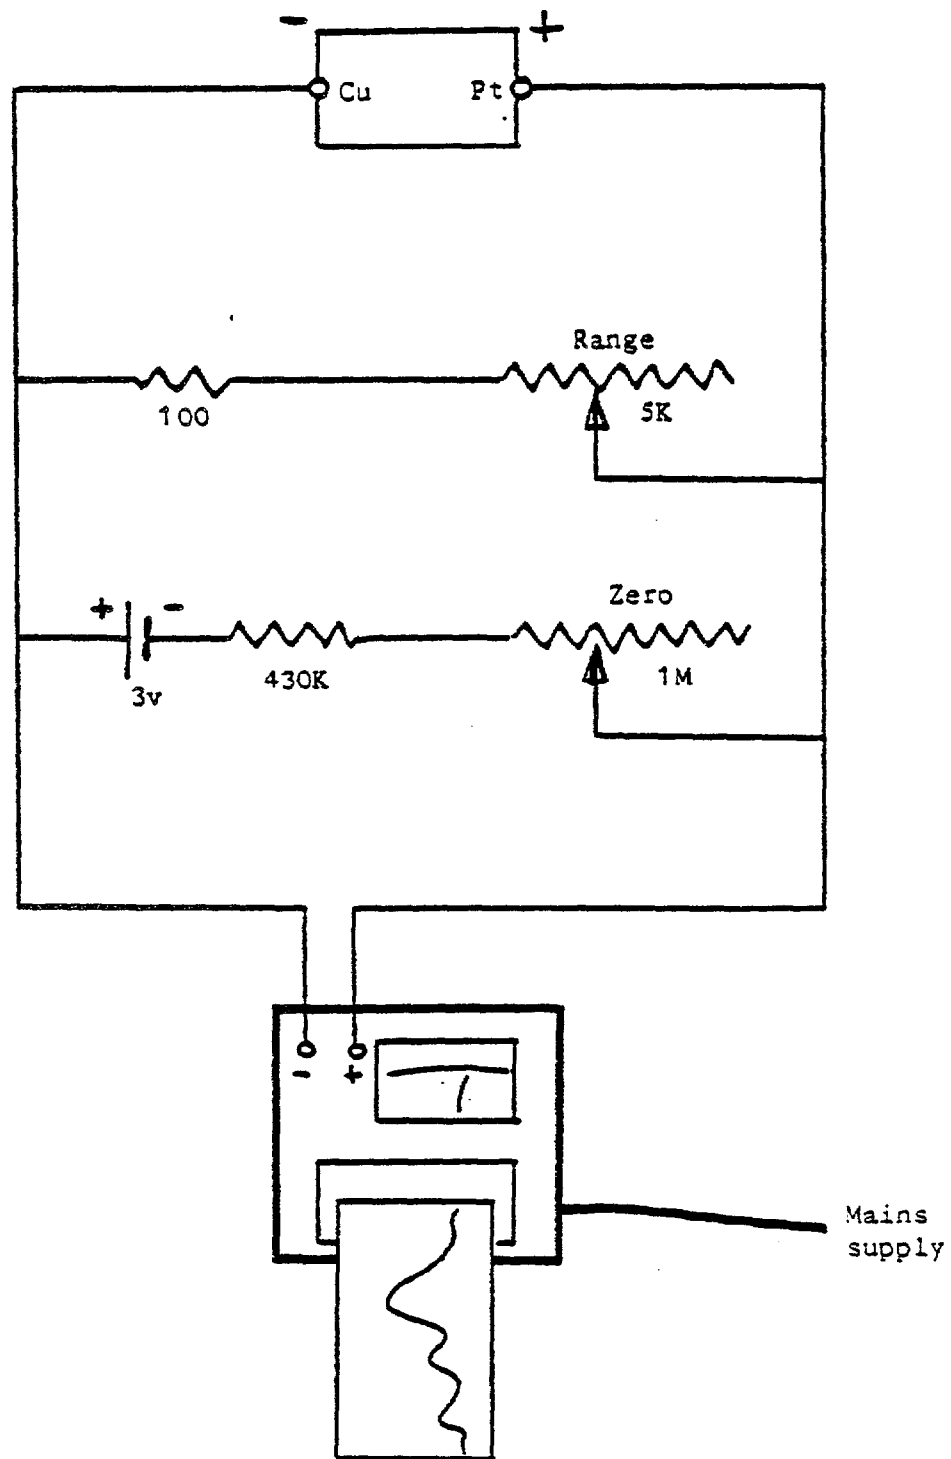 - +
Cu Pt
Range
100 5K
+ - Zero
3v 430K 1M
- +
Mains
supply